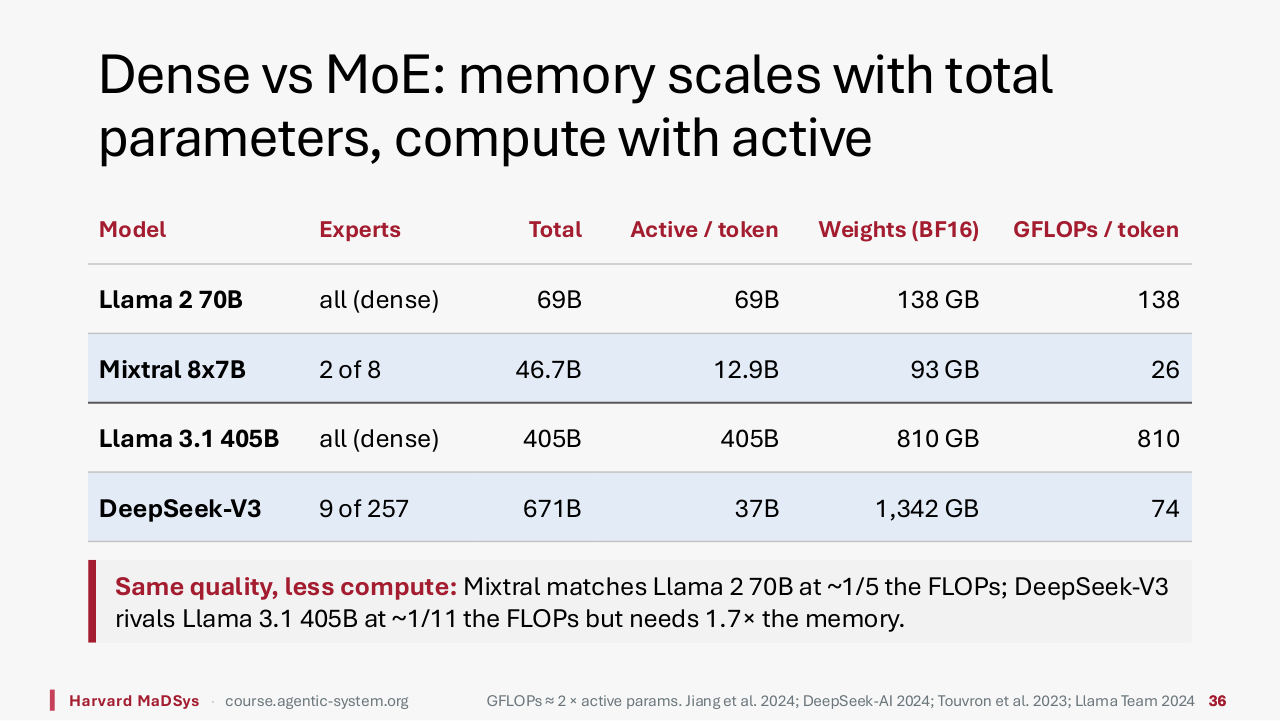 Dense vs MoE: memory scales with total
parameters, compute with active
Model Experts Total Active / token Weights (BF16) GFLOPs / token
Llama 2 70B all (dense) 69B 69B 138 GB 138
Mixtral 8x7B 2 of 8 46.7B 12.9B 93 GB 26
Llama 3.1 405B all (dense) 405B 405B 810 GB 810
DeepSeek-V3 9 of 257 671B 37B 1,342 GB 74
Same quality, less compute: Mixtral matches Llama 2 70B at ~1/5 the FLOPs; DeepSeek-V3
rivals Llama 3.1 405B at ~1/11 the FLOPs but needs 1.7× the memory.
Harvard MaDSys · course.agentic-system.org GFLOPs ≈ 2 × active params. Jiang et al. 2024; DeepSeek-AI 2024; Touvron et al. 2023; Llama Team 2024 36